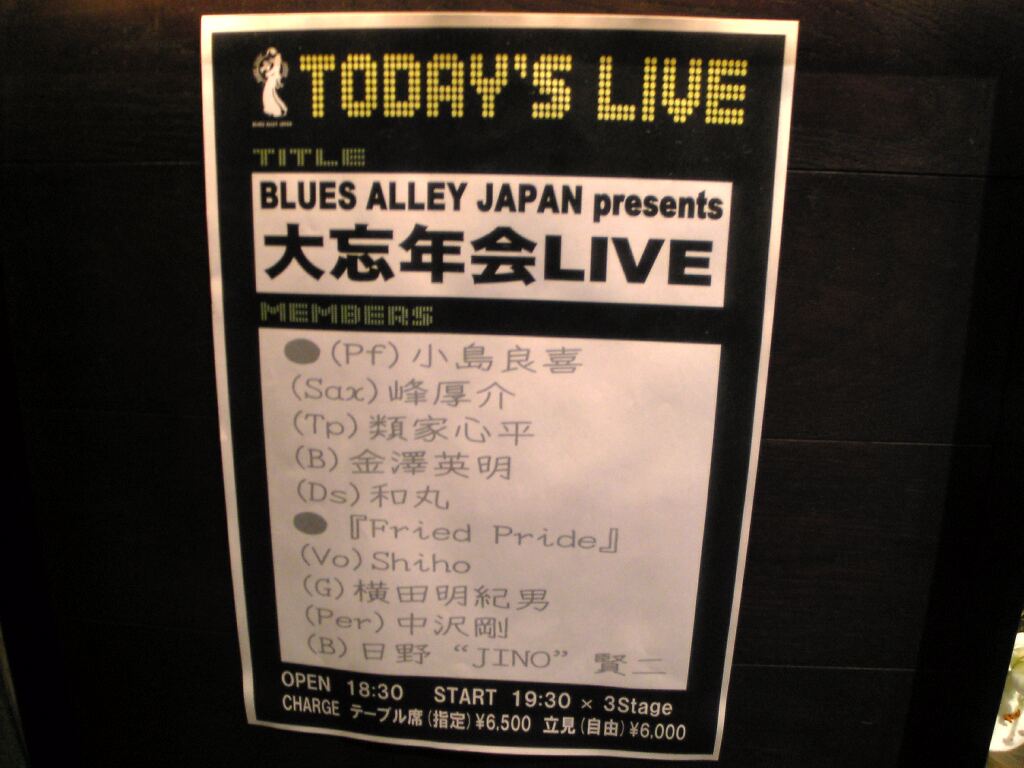 TODAY'S LIVE
BLUES ALLEY JAPAN
TITLE
BLUES ALLEY JAPAN presents
大忘年会LIVE
MEMBERS
●(Pf)小島良喜
(Sax)峰厚介
(Tp)類家心平
(B)金澤英明
(Ds)和丸
●『Fried Pride』
(Vo)Shiho
(G)横田明紀男
(Per)中沢剛
(B)日野 “JINO” 賢二
OPEN 18:30 START 19:30 × 3Stage
CHARGE テーブル席(指定)¥6,500 立見(自由)¥6,000